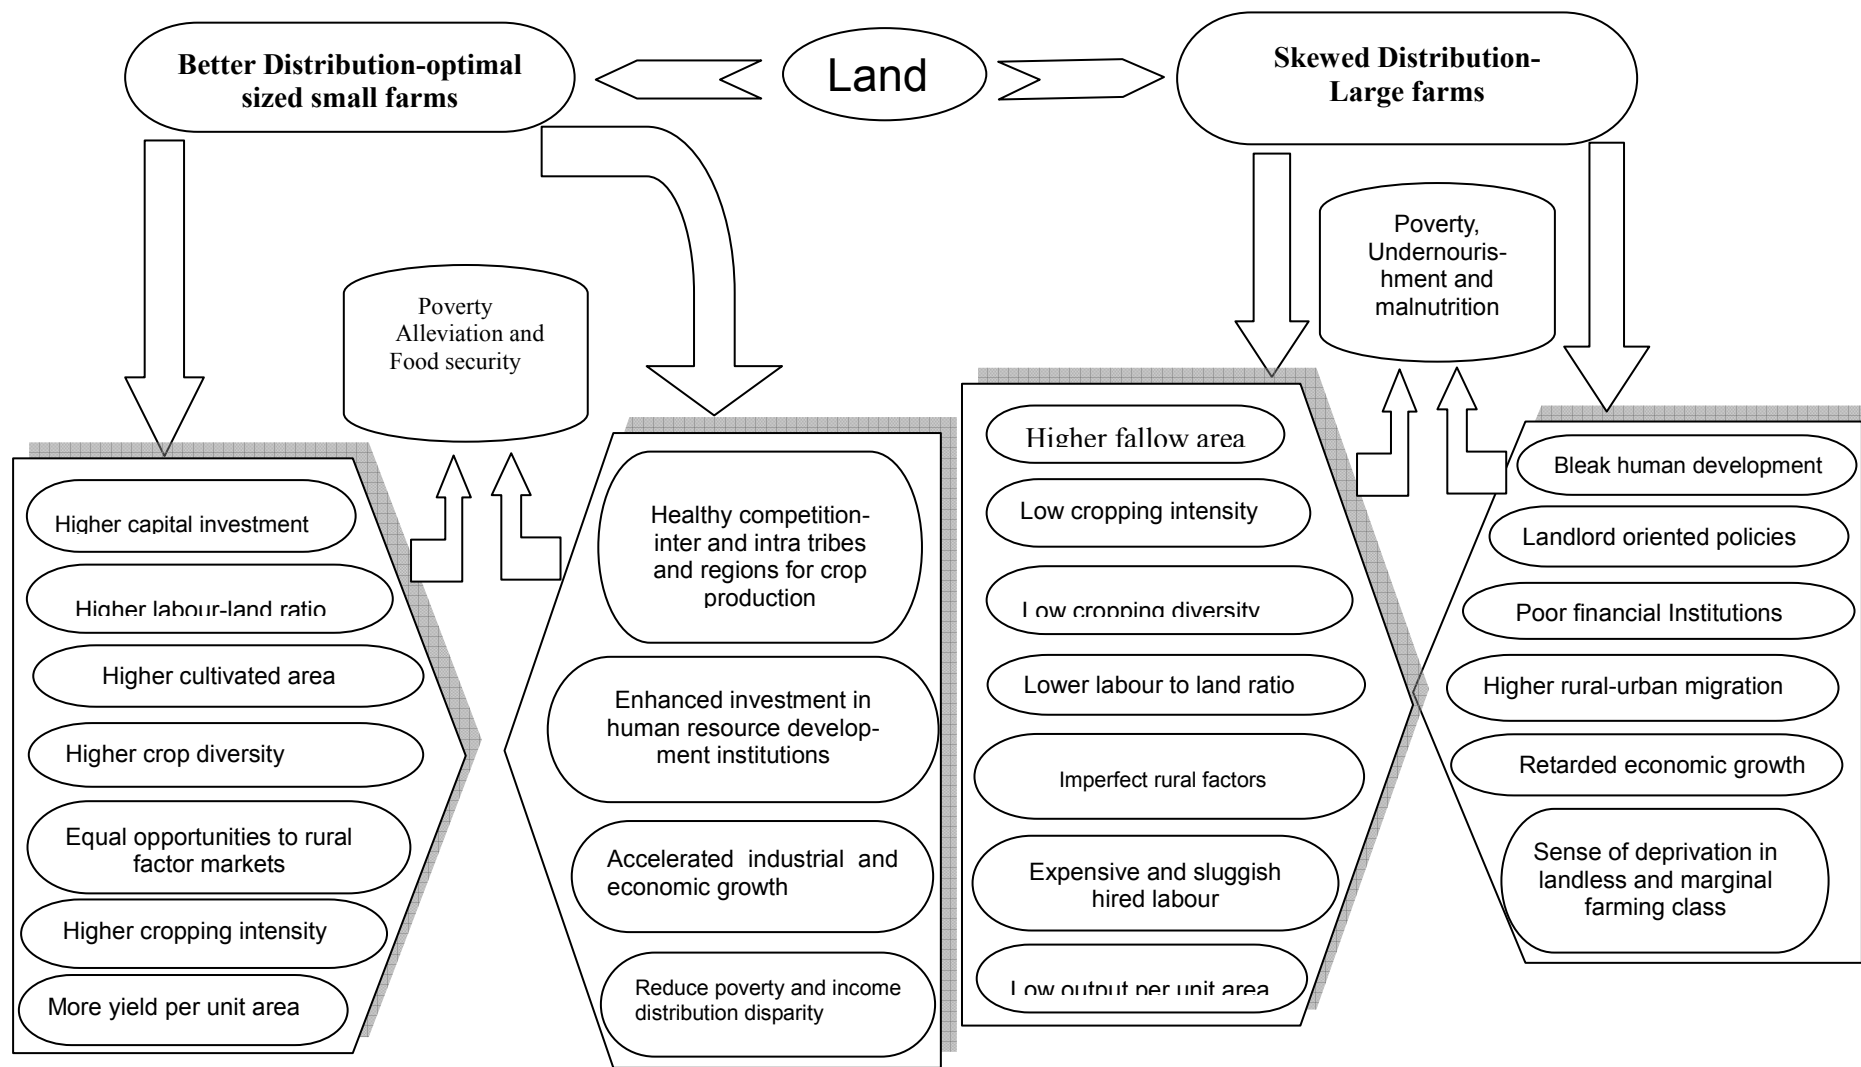 Better Distribution-optimal
sized small farms
Land
Skewed Distribution-
Large farms
Poverty
Alleviation and
Food security
Poverty,
Undernouris-
hment and
malnutrition
Higher capital investment
Higher labour-land ratio
Higher cultivated area
Higher crop diversity
Equal opportunities to rural
factor markets
Higher cropping intensity
More yield per unit area
Healthy competition-
inter and intra tribes
and regions for crop
production
Enhanced investment in
human resource develop-
ment institutions
Accelerated industrial and
economic growth
Reduce poverty and income
distribution disparity
Higher fallow area
Low cropping intensity
Low cropping diversity
Lower labour to land ratio
Imperfect rural factors
Expensive and sluggish
hired labour
Low output per unit area
Bleak human development
Landlord oriented policies
Poor financial Institutions
Higher rural-urban migration
Retarded economic growth
Sense of deprivation in
landless and marginal
farming class